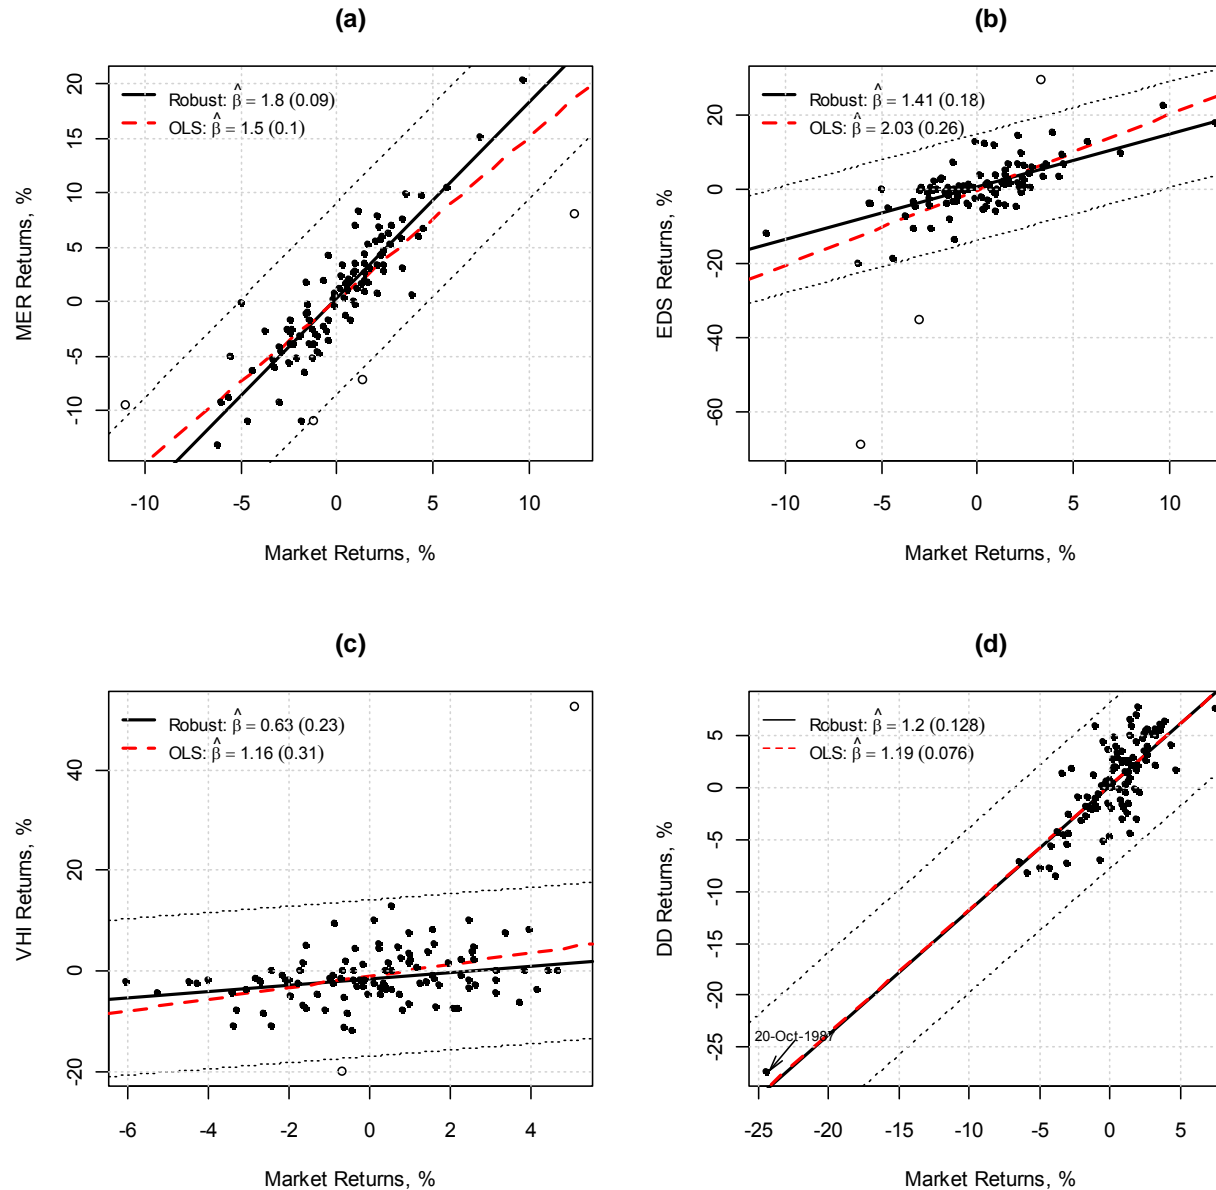 (a)
Robust: β̂ = 1.8 (0.09)
OLS: β̂ = 1.5 (0.1)
20
15
10
5
0
-5
-10
MER Returns, %
-10 -5 0 5 10
Market Returns, %
(b)
Robust: β̂ = 1.41 (0.18)
OLS: β̂ = 2.03 (0.26)
20
0
-20
-40
-60
EDS Returns, %
-10 -5 0 5 10
Market Returns, %
(c)
Robust: β̂ = 0.63 (0.23)
OLS: β̂ = 1.16 (0.31)
40
20
0
-20
VHI Returns, %
-6 -4 -2 0 2 4
Market Returns, %
(d)
Robust: β̂ = 1.2 (0.128)
OLS: β̂ = 1.19 (0.076)
5
0
-5
-10
-15
-20
-25
DD Returns, %
20-Oct-1987
-25 -20 -15 -10 -5 0 5
Market Returns, %